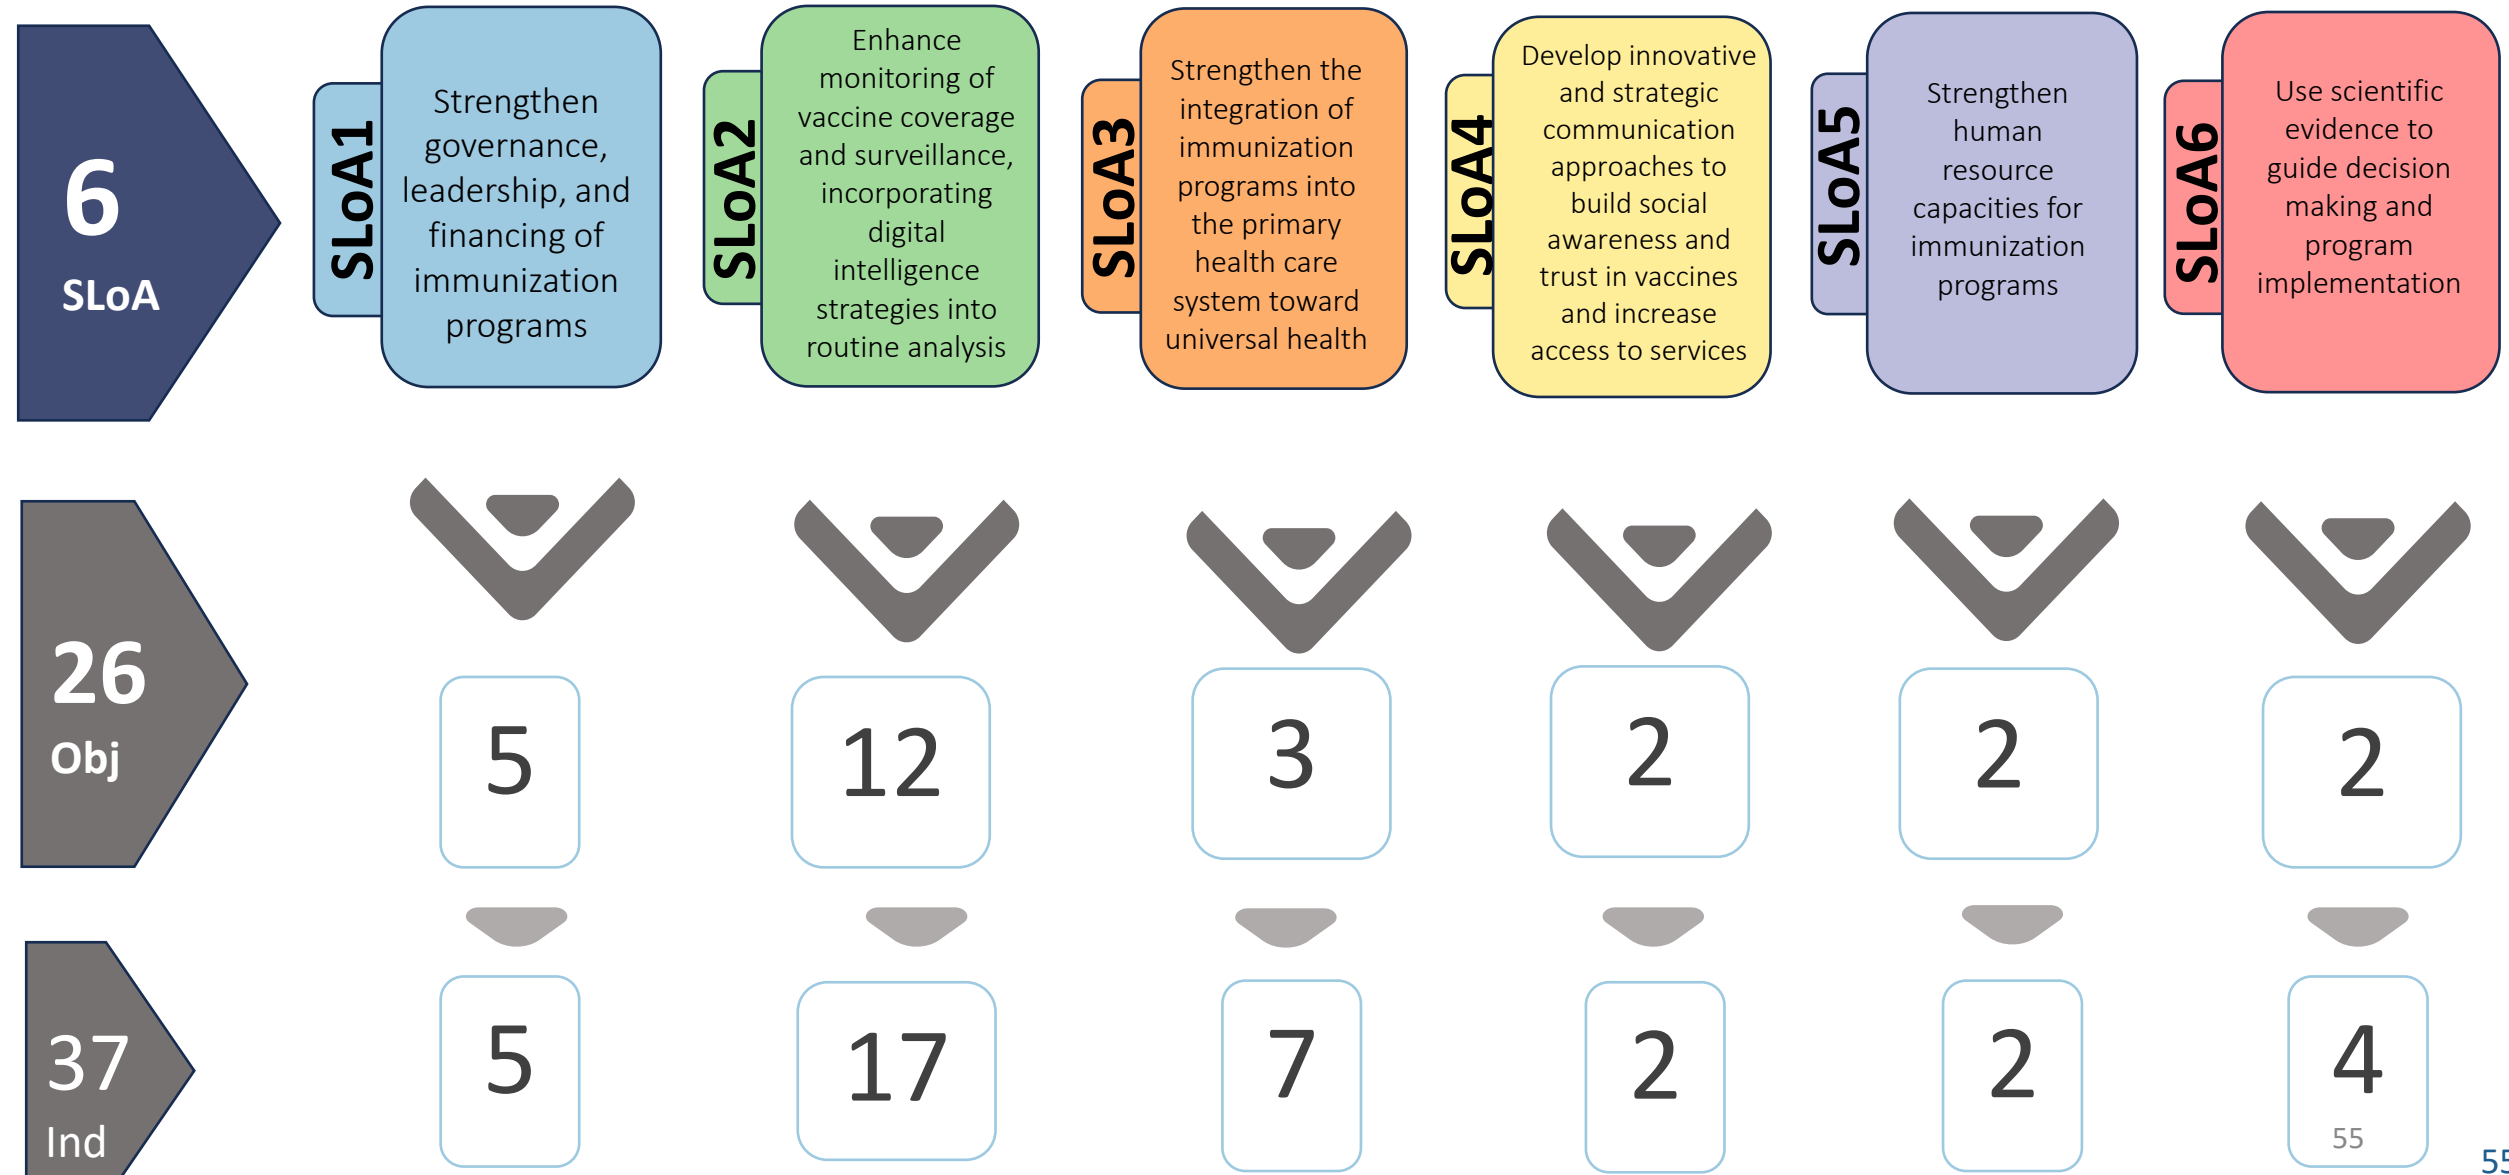 6
SLoA
SLoA1
Strengthen
governance,
leadership, and
financing of
immunization
programs
SLoA2
Enhance
monitoring of
vaccine coverage
and surveillance,
incorporating
digital
intelligence
strategies into
routine analysis
SLoA3
Strengthen the
integration of
immunization
programs into
the primary
health care
system toward
universal health
SLoA4
Develop innovative
and strategic
communication
approaches to
build social
awareness and
trust in vaccines
and increase
access to services
SLoA5
Strengthen
human
resource
capacities for
immunization
programs
SLoA6
Use scientific
evidence to
guide decision
making and
program
implementation
26
Obj
5
12
3
2
2
2
37
Ind
5
17
7
2
2
4
55
55